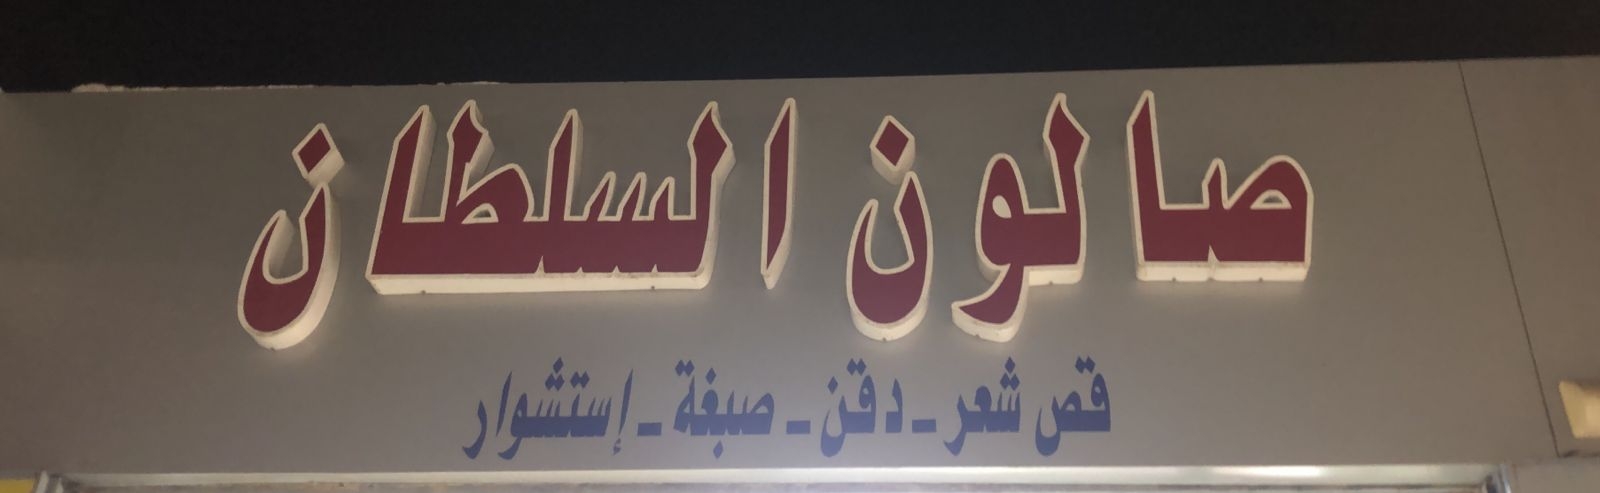 صالون السلطان
قص شعر - دقن - صبغة - إستشوار